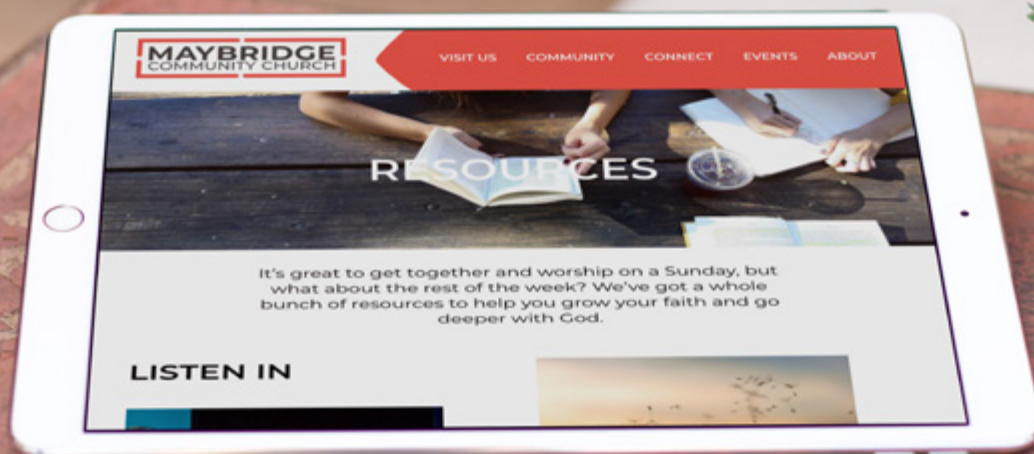 MAYBRIDGE
COMMUNITY CHURCH
VISIT US
COMMUNITY
CONNECT
EVENTS
ABOUT
RESOURCES
It's great to get together and worship on a Sunday, but
what about the rest of the week? We've got a whole
bunch of resources to help you grow your faith and go
deeper with God.
LISTEN IN